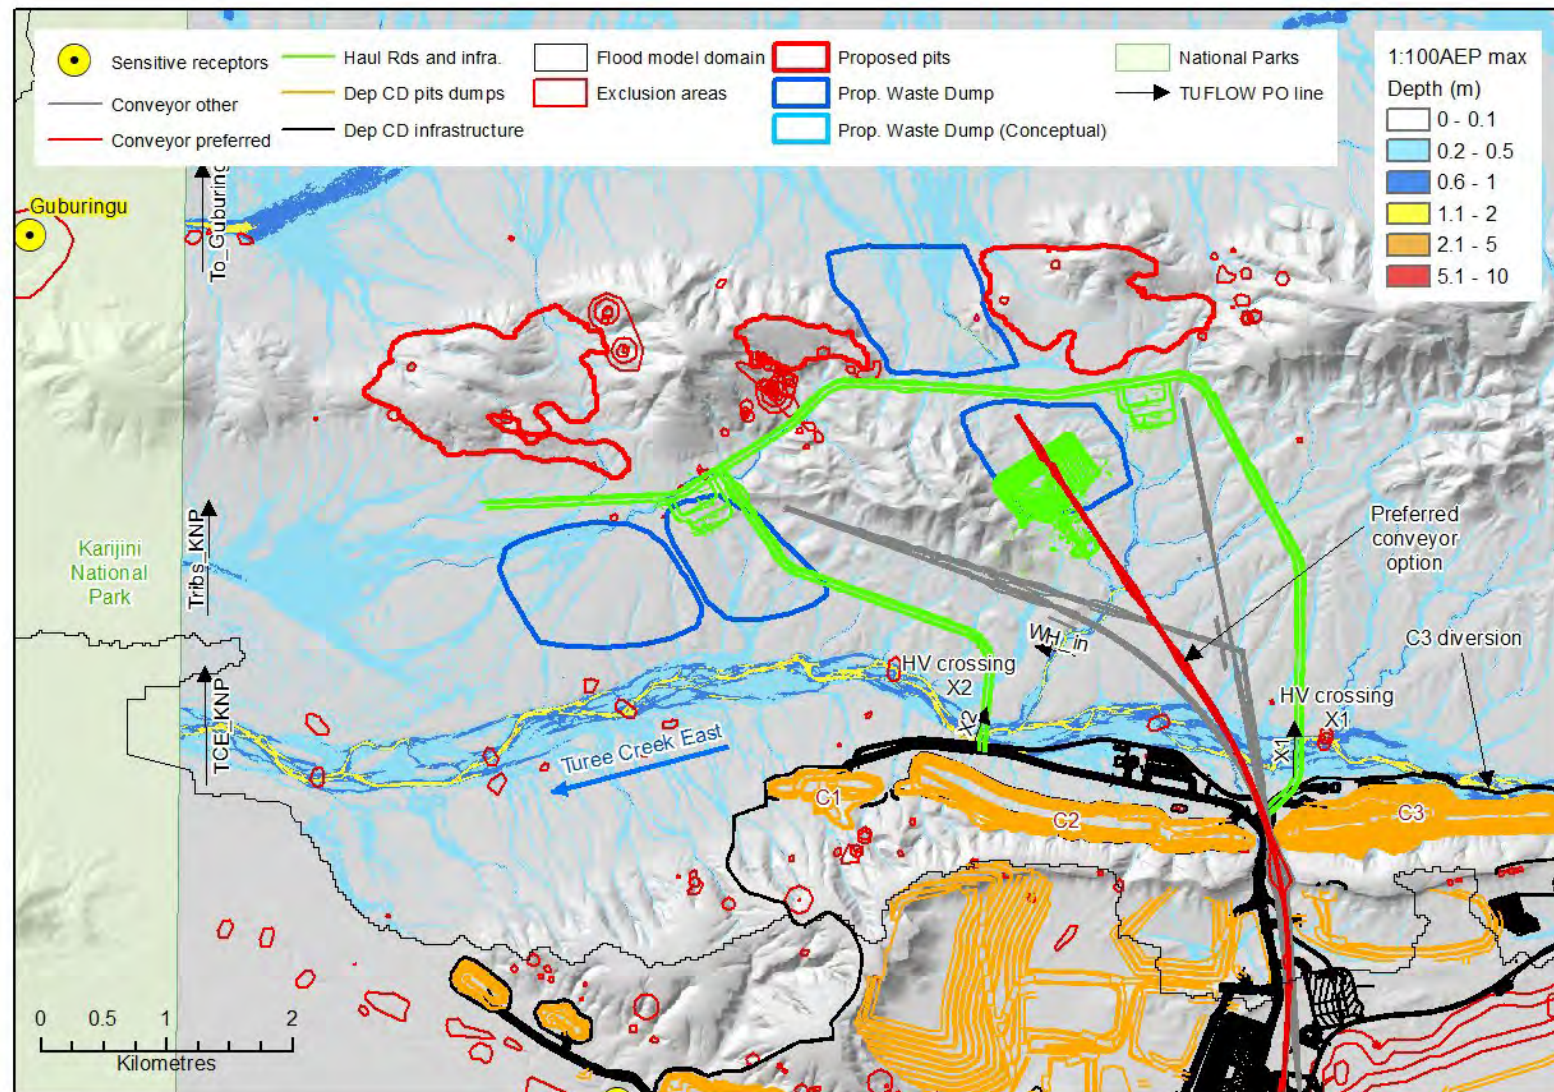 Sensitive receptors
Conveyor other
Conveyor preferred
Haul Rds and infra.
Dep CD pits dumps
Dep CD infrastructure
Flood model domain
Exclusion areas
Proposed pits
Prop. Waste Dump
Prop. Waste Dump (Conceptual)
National Parks
TUFLOW PO line
1:100AEP max
Depth (m)
0 - 0.1
0.2 - 0.5
0.6 - 1
1.1 - 2
2.1 - 5
5.1 - 10
Guburingu
To_Guburing
Tribs_KNP
Karijini
National
Park
TCE_KNP
Preferred
conveyor
option
WH_in
C3 diversion
HV crossing
X2
X2
HV crossing
X1
X1
Turee Creek East
C1
C2
C3
0 0.5 1 2
Kilometres